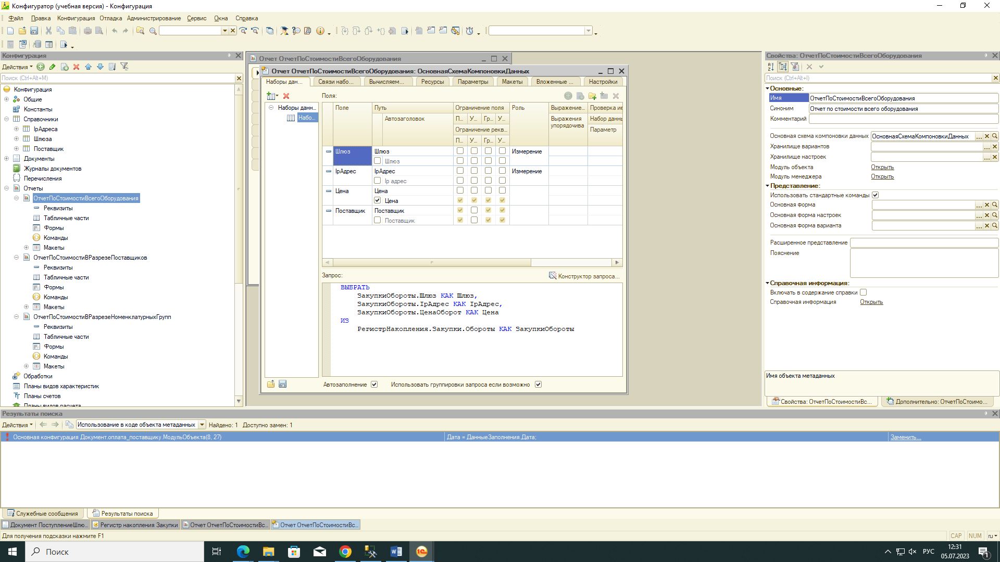 Конфигуратор (учебная версия) - Конфигурация
Файл Правка Конфигурация Отладка Администрирование Сервис Окна Справка
Конфигурация
Действия
Поиск (Ctrl+Alt+M)
Конфигурация
Общие
Константы
Справочники
IpАдреса
Шлюза
Поставщик
Документы
Журналы документов
Перечисления
Отчеты
ОтчетПоСтоимостиВсегоОборудования
Реквизиты
Табличные части
Формы
Команды
Макеты
ОтчетПоСтоимостиВРазрезеПоставщиков
Реквизиты
Табличные части
Формы
Команды
Макеты
ОтчетПоСтоимостиВРазрезеНоменклатурныхГрупп
Реквизиты
Табличные части
Формы
Команды
Макеты
Обработки
Планы видов характеристик
Планы счетов
Планы видов расчета
Отчет ОтчетПоСтоимостиВсегоОборудования
Отчет ОтчетПоСтоимостиВсегоОборудования: ОсновнаяСхемаКомпоновкиДанных
Наборы дан... Связи набо... Вычисляем... Ресурсы Параметры Макеты Вложенные ... Настройки
Поля:
Наборы данн...
Набо...
Поле Путь Ограничение поля Роль Выражение... Проверка ие
Автозаголовок П... У... Гр... У... Выражения упорядочива Набор данны
Ограничение рекв... Параметр
П... У... Гр... У...
Шлюз Шлюз Измерение
Шлюз
IpАдрес IpАдрес Измерение
Ip адрес
Цена Цена
Цена
Поставщик Поставщик
Поставщик
Запрос: Конструктор запроса...
ВЫБРАТЬ
ЗакупкиОбороты.Шлюз КАК Шлюз,
ЗакупкиОбороты.IpАдрес КАК IpАдрес,
ЗакупкиОбороты.ЦенаОборот КАК Цена
ИЗ
РегистрНакопления.Закупки.Обороты КАК ЗакупкиОбороты
Автозаполнение Использовать группировки запроса если возможно
Свойства: ОтчетПоСтоимостиВсегоОборудования
Поиск (Ctrl+Alt+I)
Основные:
Имя ОтчетПоСтоимостиВсегоОборудования
Синоним Отчет по стоимости всего оборудования
Комментарий
Основная схема компоновки данных ОсновнаяСхемаКомпоновкиДанных
Хранилище вариантов
Хранилище настроек
Модуль объекта Открыть
Модуль менеджера Открыть
Представление:
Использовать стандартные команды
Основная форма
Основная форма настроек
Основная форма варианта
Расширенное представление
Пояснение
Справочная информация:
Включать в содержание справки
Справочная информация Открыть
Имя объекта метаданных
Свойства: ОтчетПоСтоимостиВс... Дополнительно: ОтчетПоСтоимо...
Результаты поиска
Действия Использование в коде объекта метаданных Найдено: 1 Доступно замен: 1
Основная конфигурация Документ.оплата_поставщику.МодульОбъекта(8, 27) Дата = ДанныеЗаполнения.Дата; Заменить...
Служебные сообщения Результаты поиска
Документ ПоступлениеШлю... Регистр накопления Закупки Отчет ОтчетПоСтоимостиВс... Отчет ОтчетПоСтоимостиВс...
Для получения подсказки нажмите F1 CAP NUM ru
Поиск
РУС
12:31
05.07.2023
1